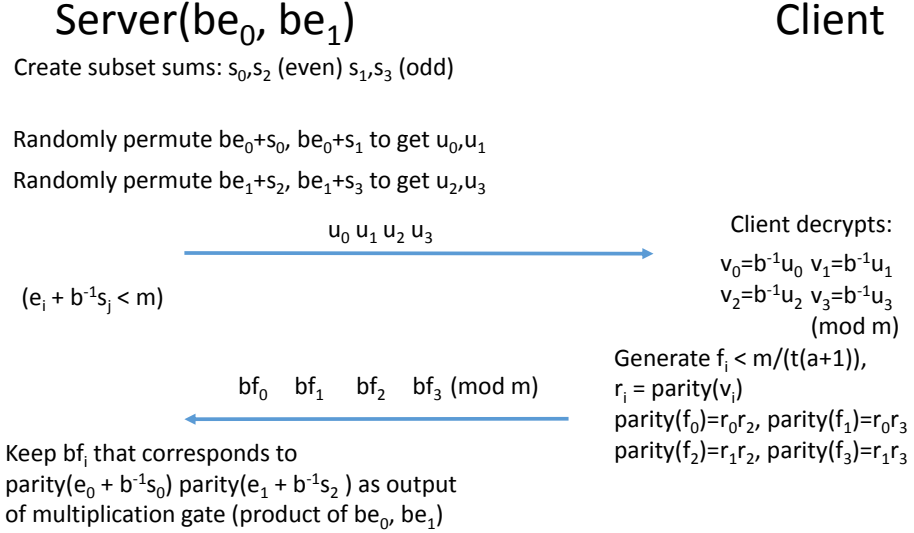 Server(be₀, be₁)
Client
Create subset sums: s₀,s₂ (even) s₁,s₃ (odd)
Randomly permute be₀+s₀, be₀+s₁ to get u₀,u₁
Randomly permute be₁+s₂, be₁+s₃ to get u₂,u₃
u₀ u₁ u₂ u₃
Client decrypts:
v₀=b⁻¹u₀ v₁=b⁻¹u₁
v₂=b⁻¹u₂ v₃=b⁻¹u₃
(mod m)
(eᵢ + b⁻¹sⱼ < m)
Generate fᵢ < m/(t(a+1)),
rᵢ = parity(vᵢ)
parity(f₀)=r₀r₂, parity(f₁)=r₀r₃
parity(f₂)=r₁r₂, parity(f₃)=r₁r₃
bf₀ bf₁ bf₂ bf₃ (mod m)
Keep bfᵢ that corresponds to
parity(e₀ + b⁻¹s₀) parity(e₁ + b⁻¹s₂ ) as output
of multiplication gate (product of be₀, be₁)